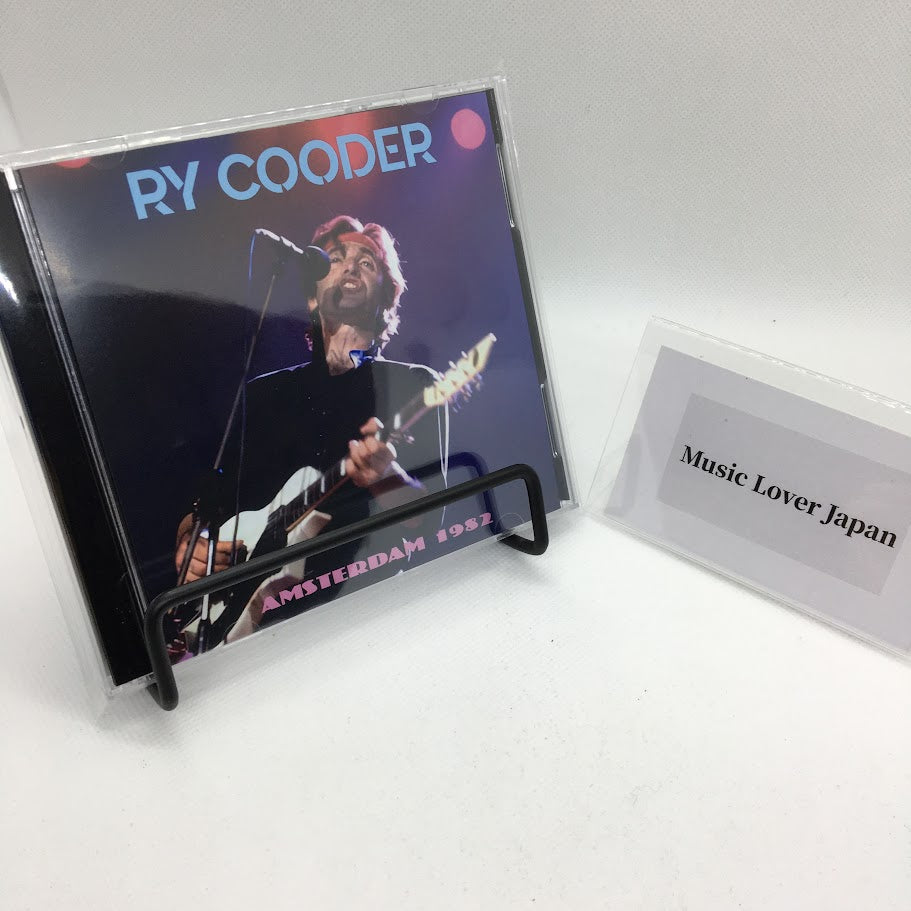 RY COODER
AMSTERDAM 1982
Music Lover Japan